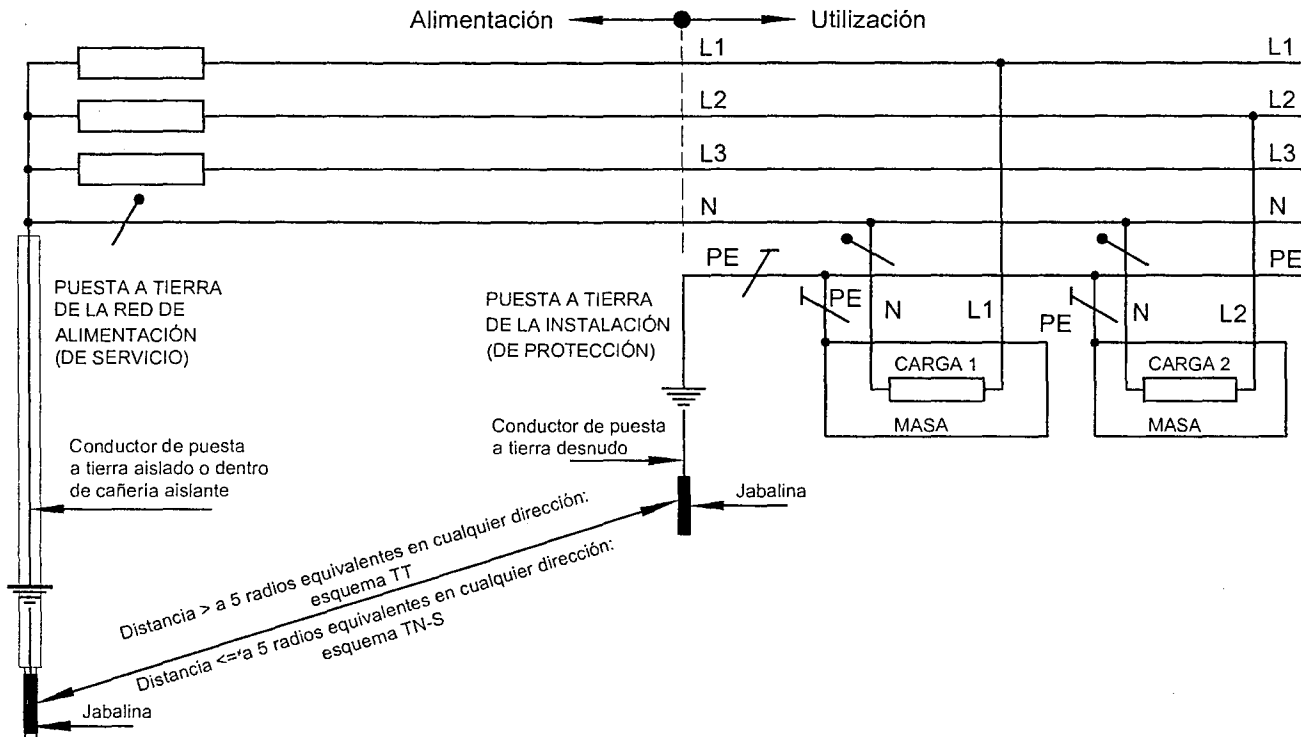 Alimentación
Utilización
L1
L1
L2
L2
L3
L3
N
N
PE
PE
PUESTA A TIERRA
DE LA RED DE
ALIMENTACIÓN
(DE SERVICIO)
PUESTA A TIERRA
DE LA INSTALACIÓN
(DE PROTECCIÓN)
PE
N
L1
PE
N
L2
CARGA 1
MASA
CARGA 2
MASA
Conductor de puesta
a tierra aislado o dentro
de cañeria aislante
Conductor de puesta
a tierra desnudo
Jabalina
Distancia > a 5 radios equivalentes en cualquier dirección:
esquema TT
Distancia <= a 5 radios equivalentes en cualquier dirección:
esquema TN-S
Jabalina